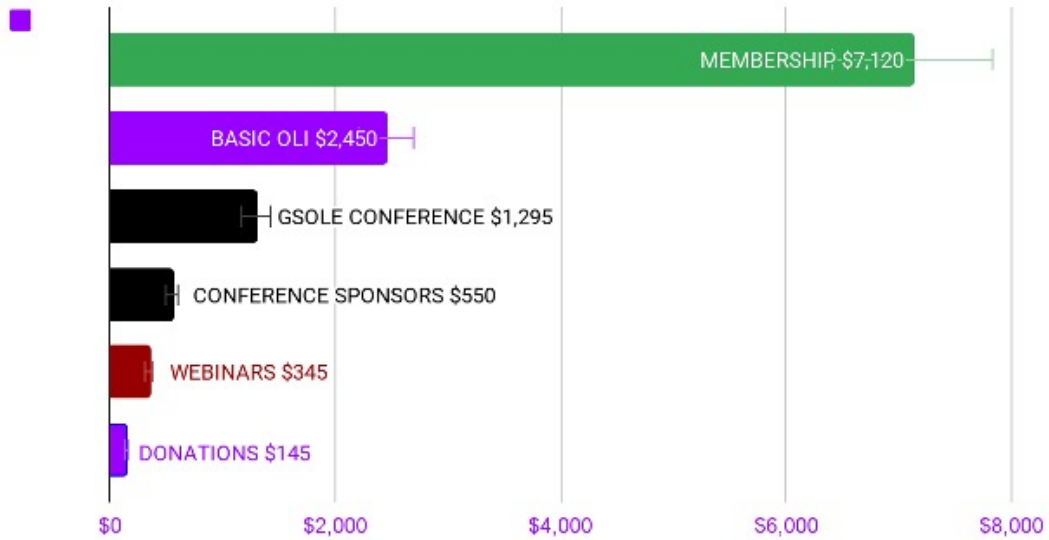 MEMBERSHIP $7,120
BASIC OLI $2,450
GSOLE CONFERENCE $1,295
CONFERENCE SPONSORS $550
WEBINARS $345
DONATIONS $145
$0 $2,000 $4,000 $6,000 $8,000